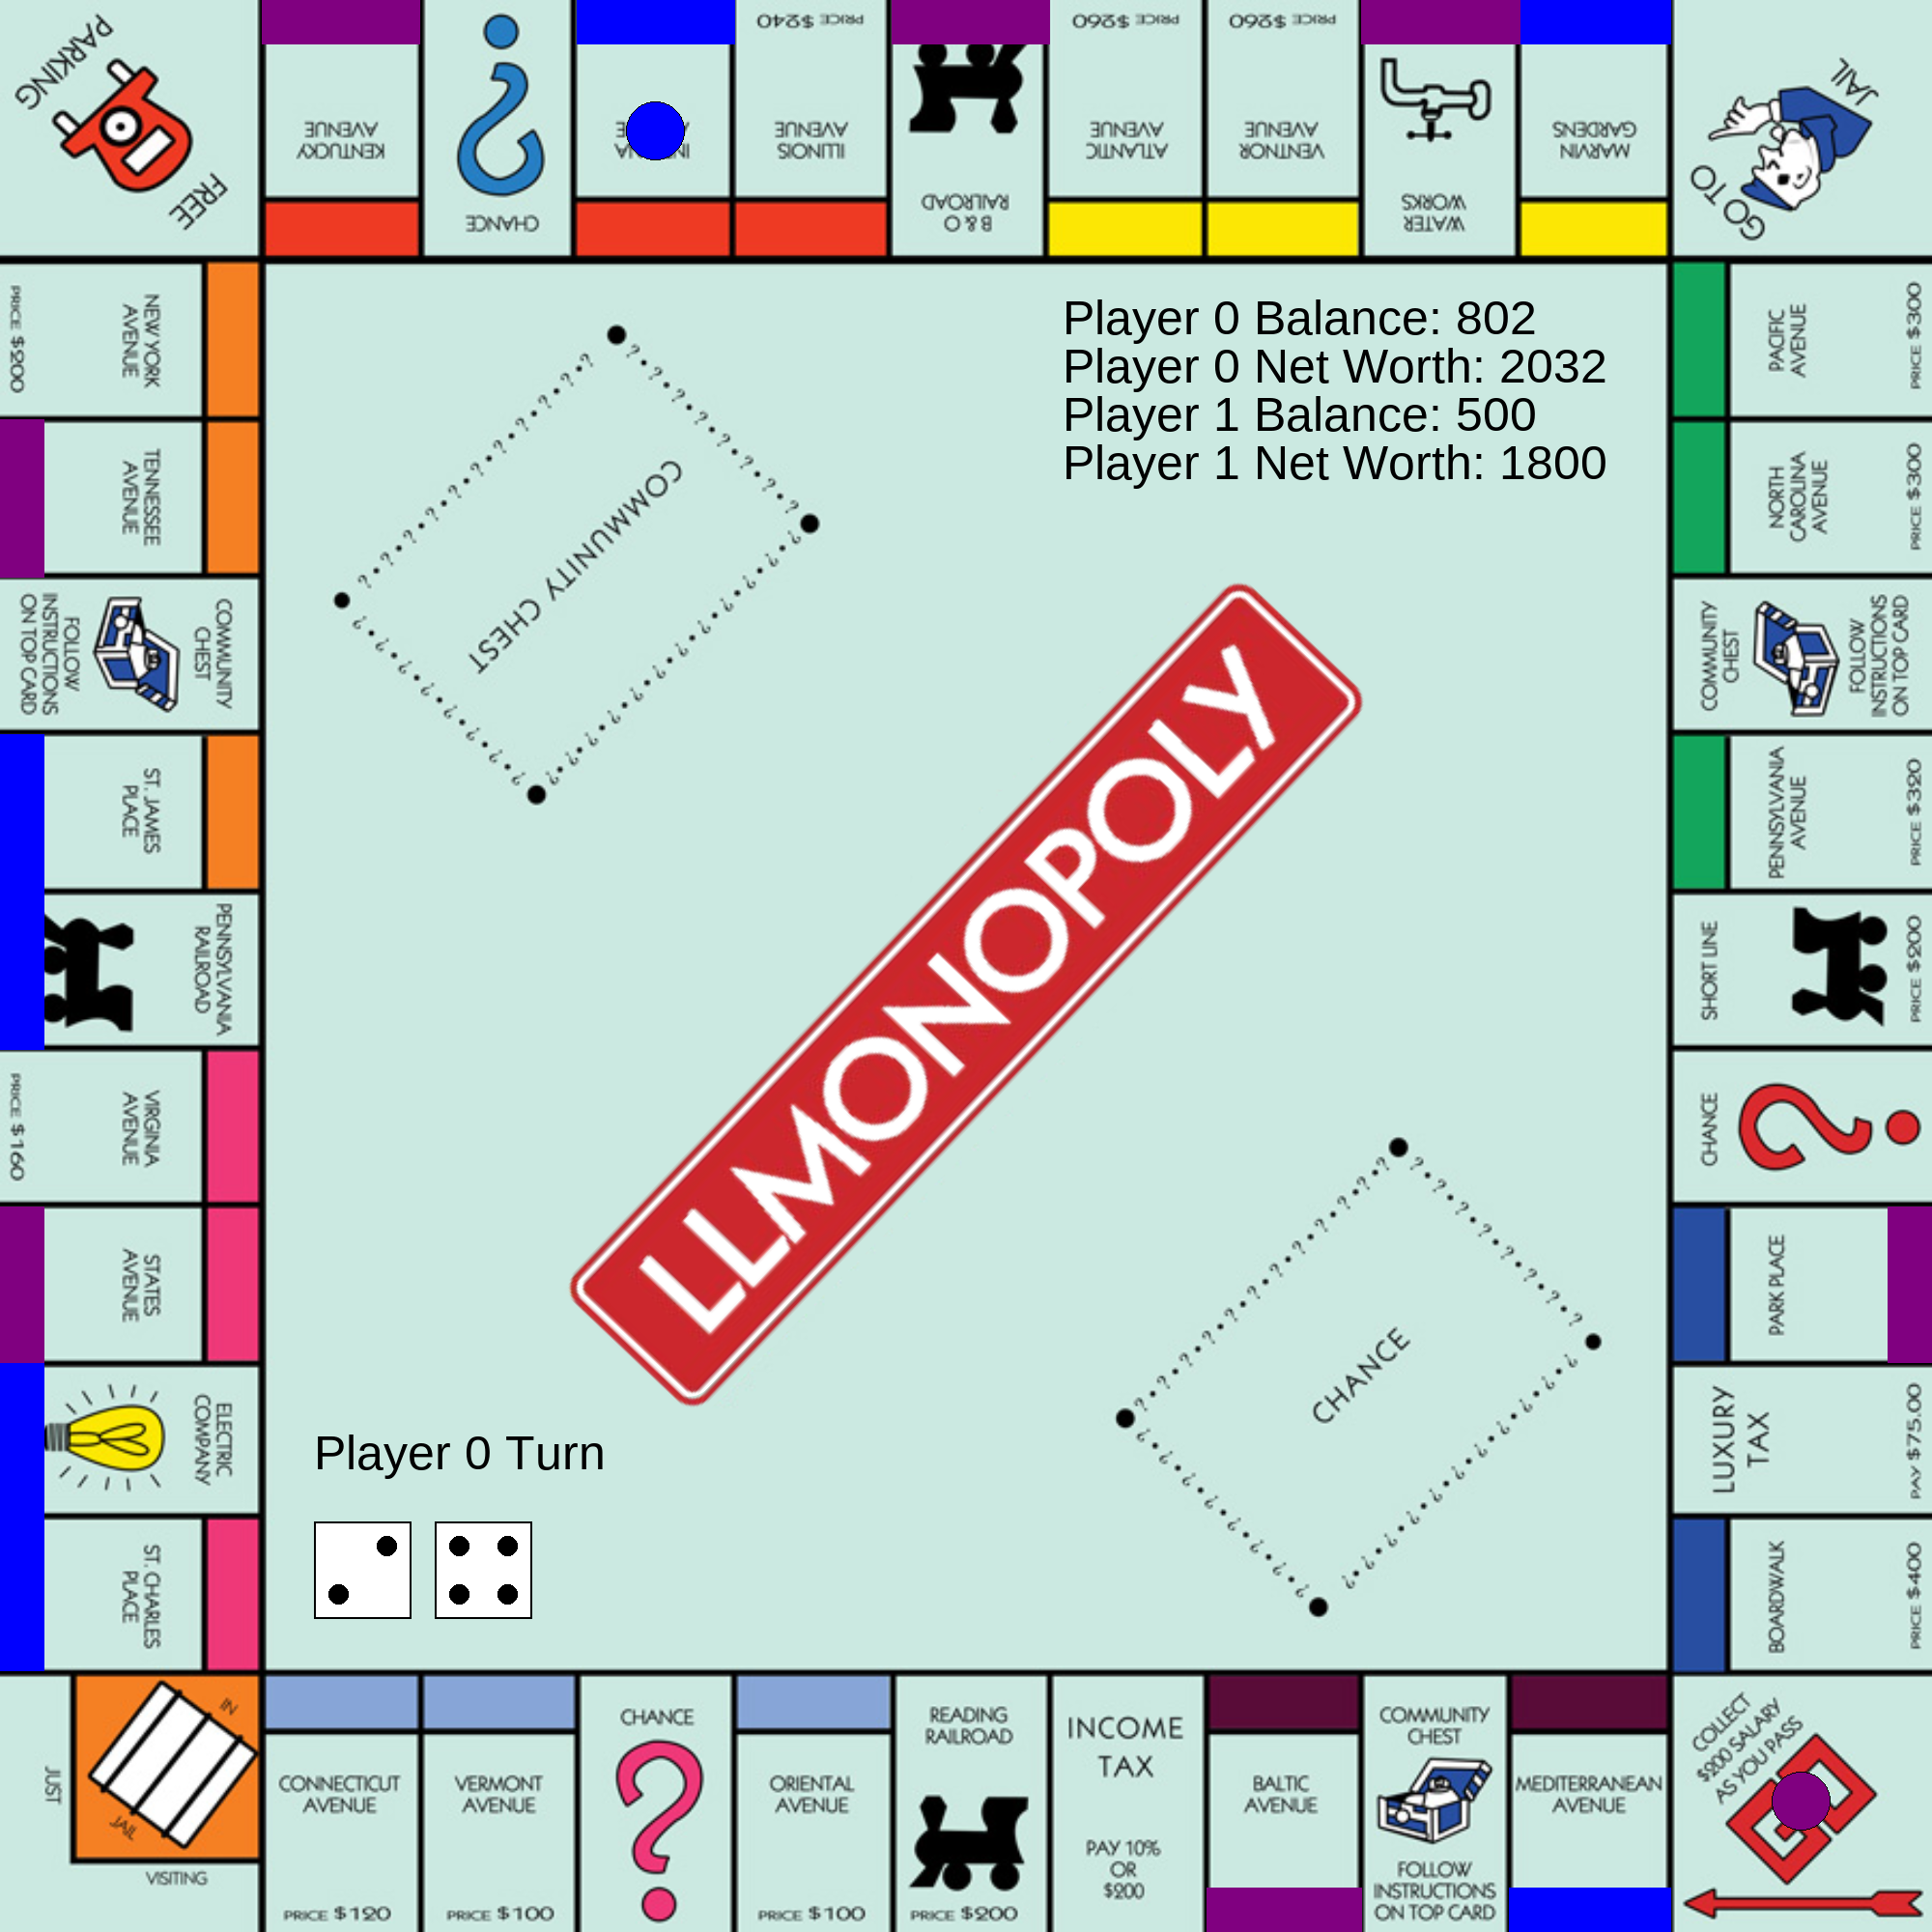 FREE
PARKING
KENTUCKY
AVENUE
CHANCE
ILLINOIS
AVENUE
PRICE $240
B & O
RAILROAD
ATLANTIC
AVENUE
PRICE $260
VENTNOR
AVENUE
PRICE $260
WATER
WORKS
MARVIN
GARDENS
GO TO
JAIL
NEW YORK
AVENUE
PRICE $200
TENNESSEE
AVENUE
COMMUNITY
CHEST
FOLLOW
INSTRUCTIONS
ON TOP CARD
ST. JAMES
PLACE
PENNSYLVANIA
RAILROAD
VIRGINIA
AVENUE
PRICE $160
STATES
AVENUE
ELECTRIC
COMPANY
ST. CHARLES
PLACE
Player 0 Balance: 802
Player 0 Net Worth: 2032
Player 1 Balance: 500
Player 1 Net Worth: 1800
COMMUNITY CHEST
LLMONOPOLY
CHANCE
Player 0 Turn
PACIFIC
AVENUE
PRICE $300
NORTH
CAROLINA
AVENUE
PRICE $300
COMMUNITY
CHEST
FOLLOW
INSTRUCTIONS
ON TOP CARD
PENNSYLVANIA
AVENUE
PRICE $320
SHORT LINE
PRICE $200
CHANCE
PARK PLACE
LUXURY
TAX
PAY $75.00
BOARDWALK
PRICE $400
IN
JAIL
JUST
VISITING
CONNECTICUT
AVENUE
PRICE $120
VERMONT
AVENUE
PRICE $100
CHANCE
ORIENTAL
AVENUE
PRICE $100
READING
RAILROAD
PRICE $200
INCOME
TAX
PAY 10%
OR
$200
BALTIC
AVENUE
COMMUNITY
CHEST
FOLLOW
INSTRUCTIONS
ON TOP CARD
MEDITERRANEAN
AVENUE
COLLECT
$200 SALARY
AS YOU PASS